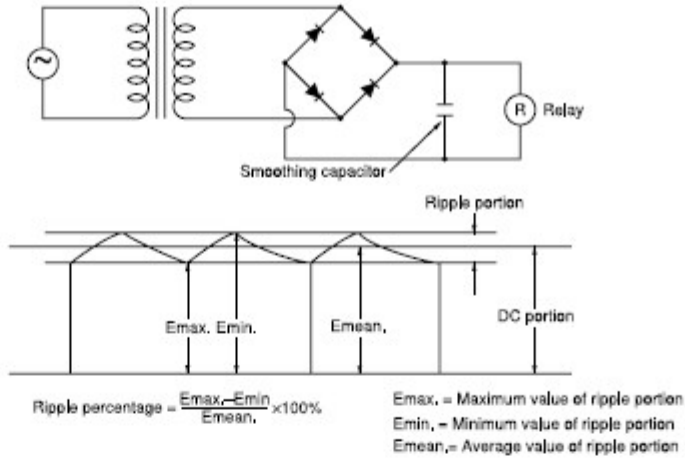 R Relay
Smoothing capacitor
Ripple portion
Emax. Emin.
Emean.
DC portion
Ripple percentage = Emax.–Emin / Emean. ×100%
Emax. = Maximum value of ripple portion
Emin. = Minimum value of ripple portion
Emean.= Average value of ripple portion